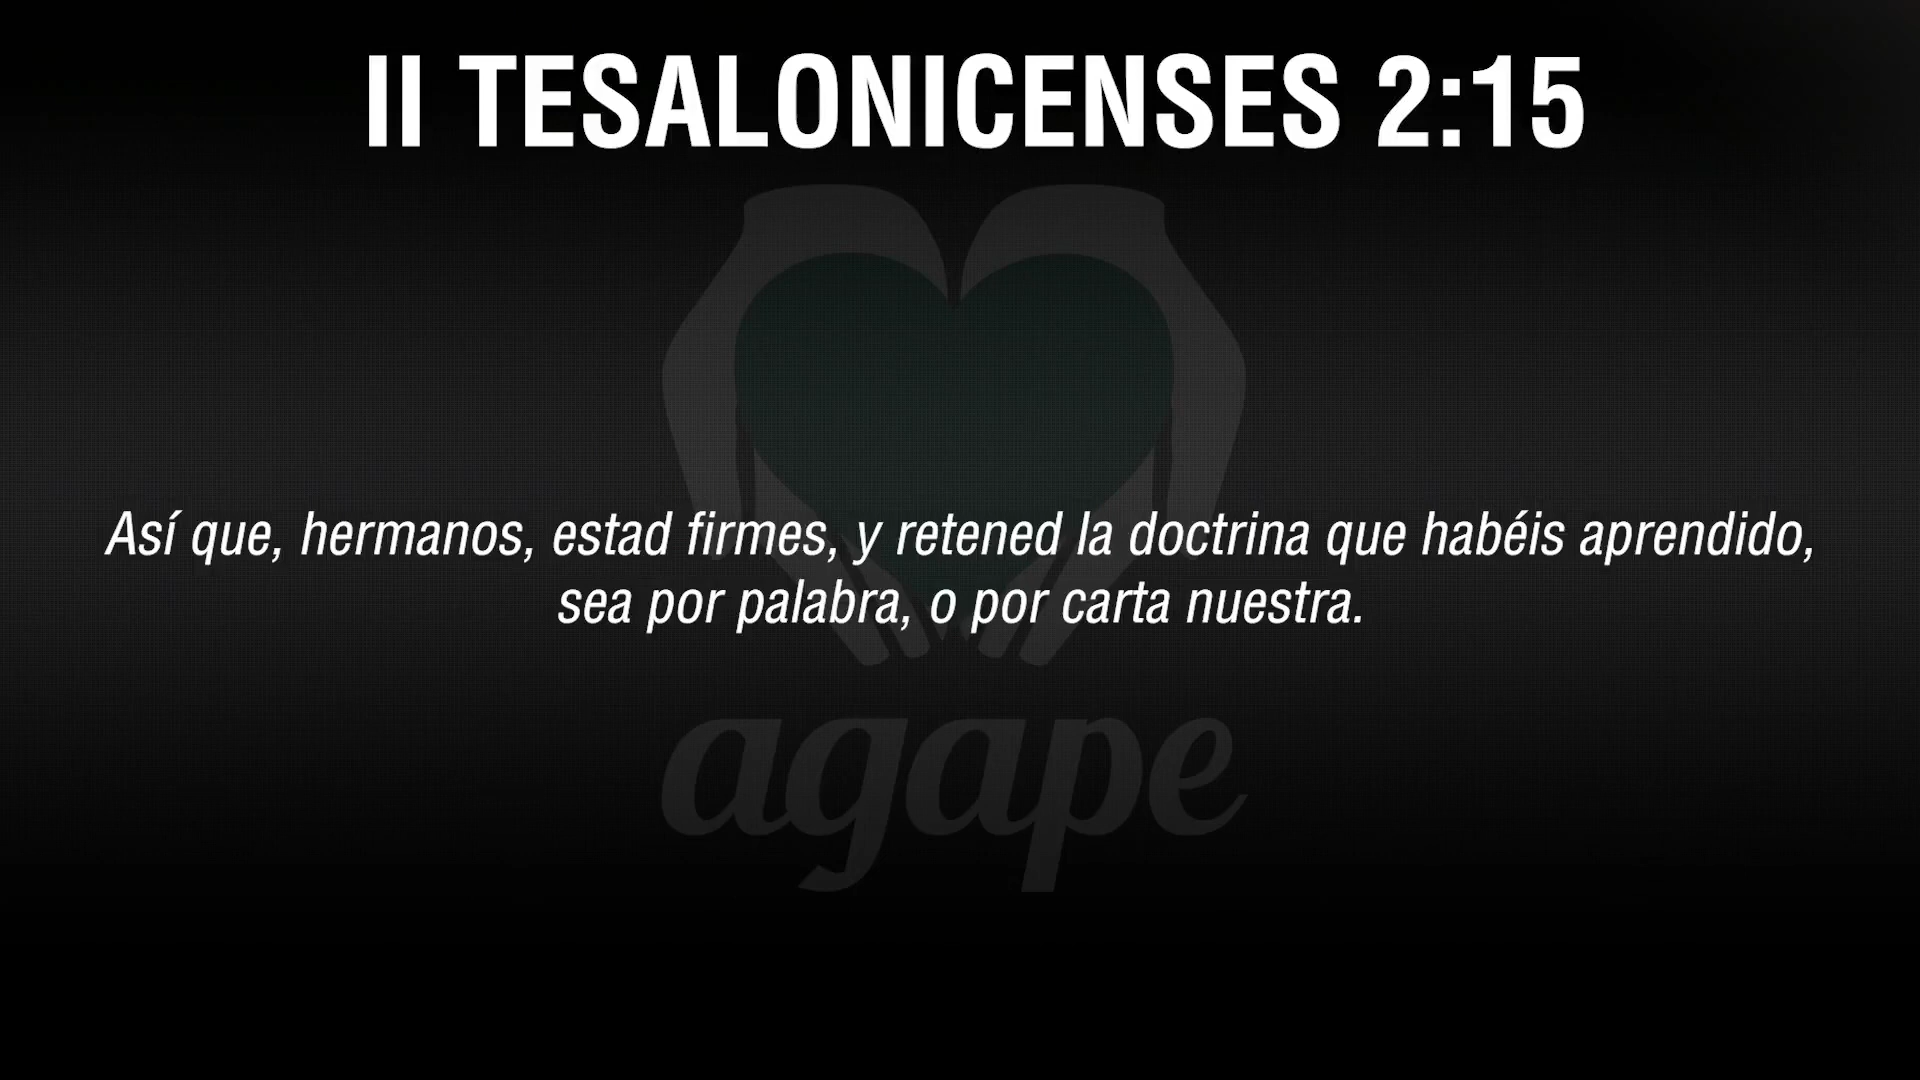 II TESALONICENSES 2:15
Así que, hermanos, estad firmes, y retened la doctrina que habéis aprendido,
sea por palabra, o por carta nuestra.
agape